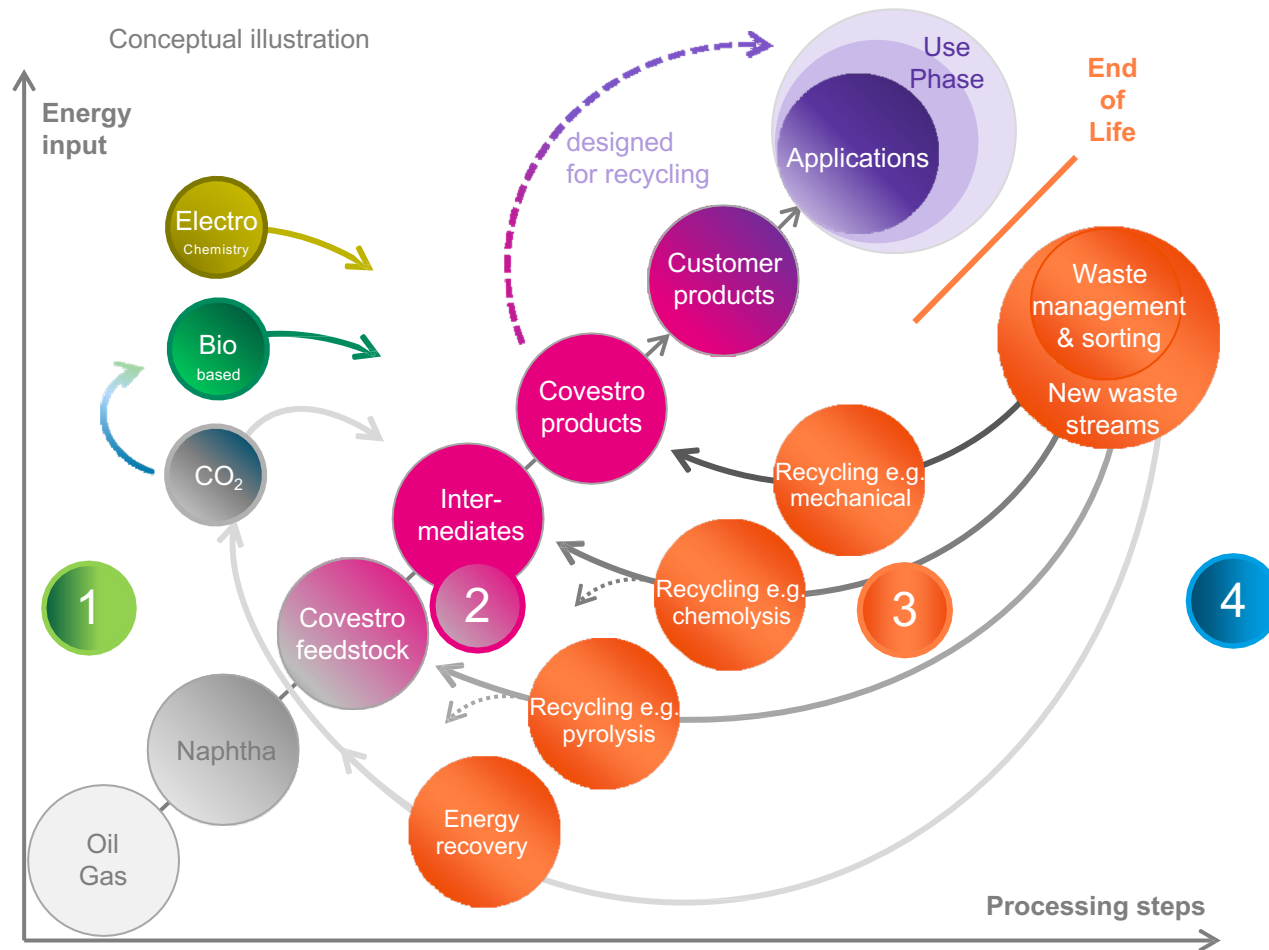 Conceptual illustration
Energy
input
Use
Phase
End
of
Life
Applications
designed
for recycling
Electro
Chemistry
Customer
products
Waste
management
& sorting
New waste
streams
Bio
based
Covestro
products
CO₂
Recycling e.g.
mechanical
Inter-
mediates
Recycling e.g.
chemolysis
1
2
3
4
Covestro
feedstock
Recycling e.g.
pyrolysis
Naphtha
Energy
recovery
Oil
Gas
Processing steps